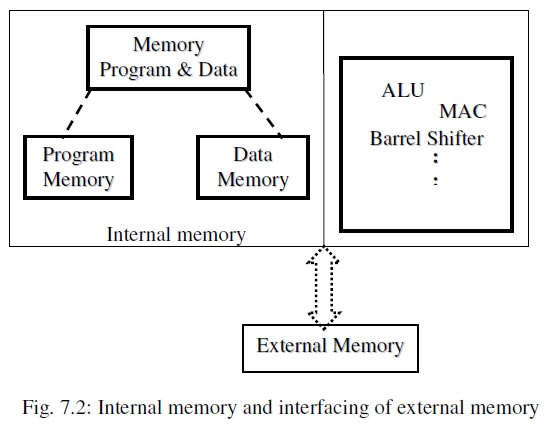 Memory
Program & Data
Program
Memory
Data
Memory
Internal memory
ALU
MAC
Barrel Shifter
:
:
External Memory
Fig. 7.2: Internal memory and interfacing of external memory